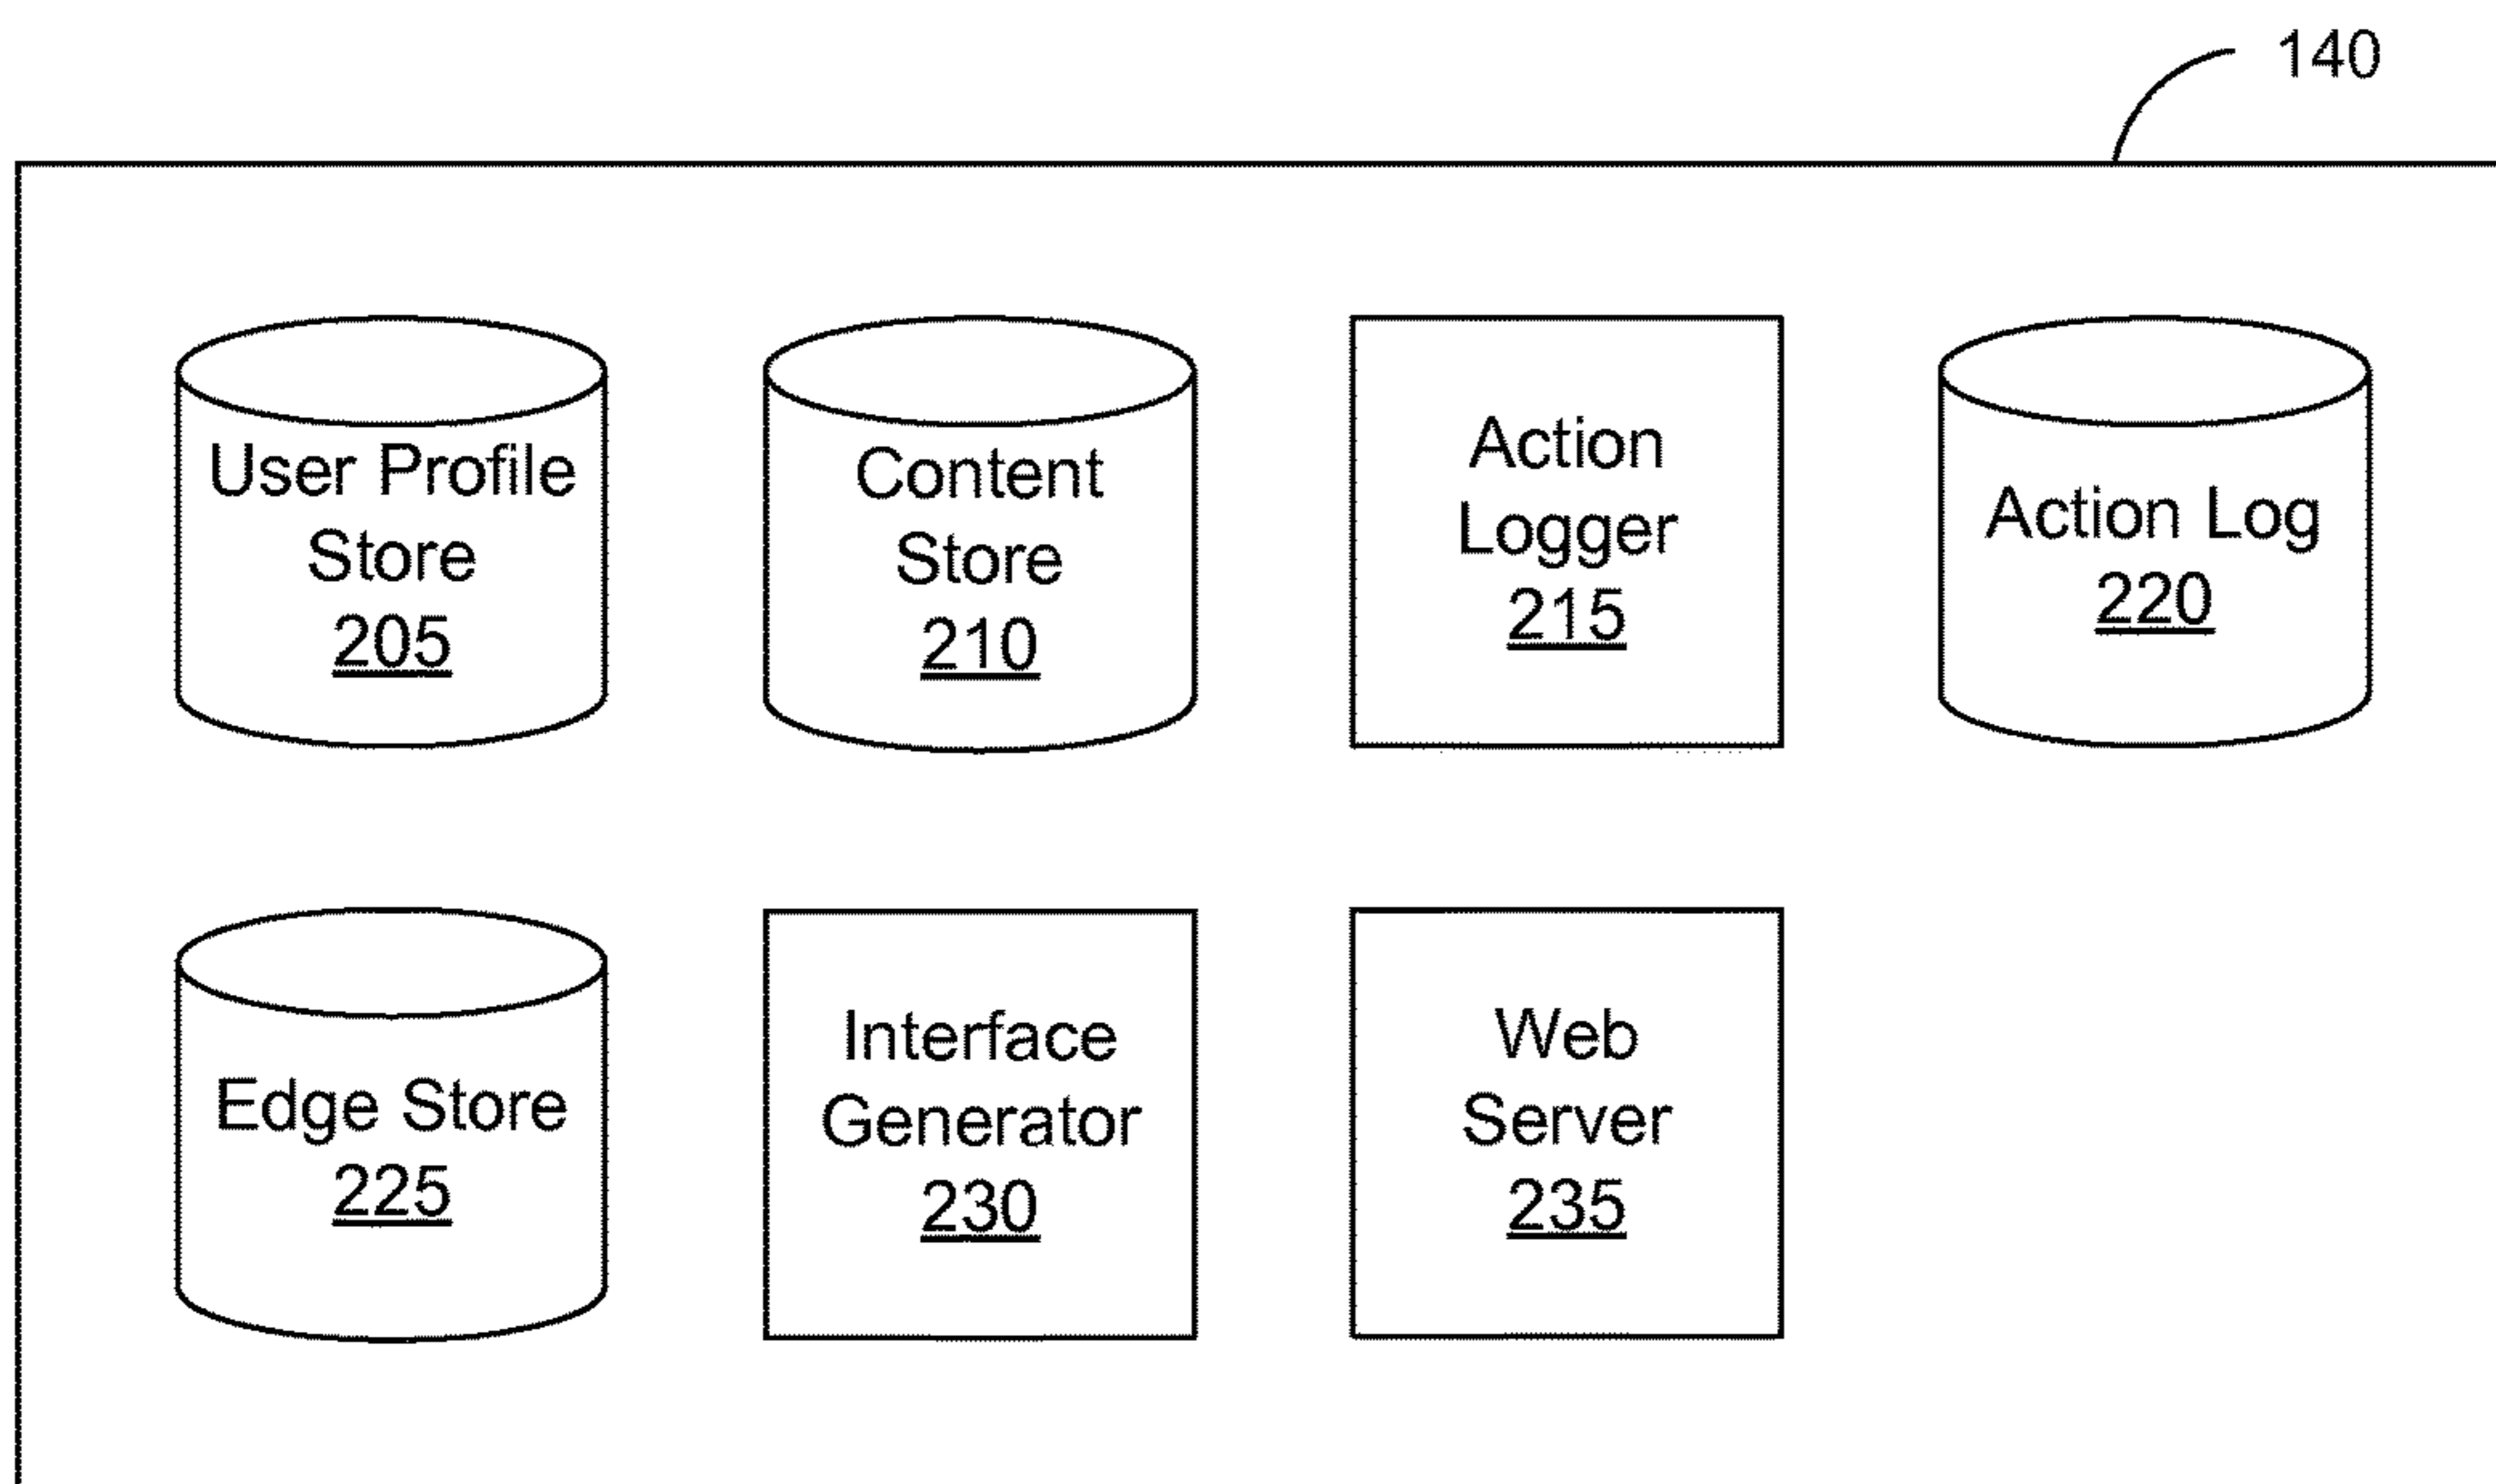 140
User Profile
Store
205
Content
Store
210
Action
Logger
215
Action Log
220
Edge Store
225
Interface
Generator
230
Web
Server
235